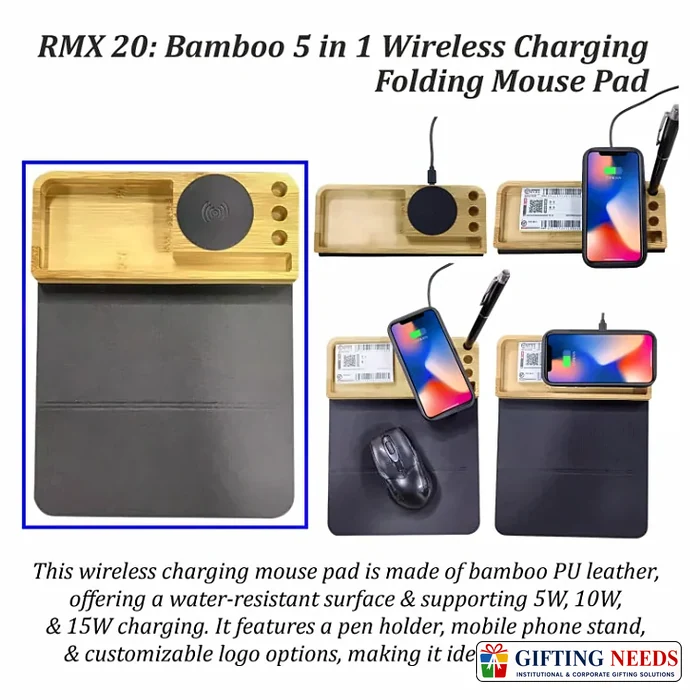 RMX 20: Bamboo 5 in 1 Wireless Charging
Folding Mouse Pad
This wireless charging mouse pad is made of bamboo PU leather,
offering a water-resistant surface & supporting 5W, 10W,
& 15W charging. It features a pen holder, mobile phone stand,
& customizable logo options, making it
GIFTING NEEDS
INSTITUTIONAL & CORPORATE GIFTING SOLUTIONS